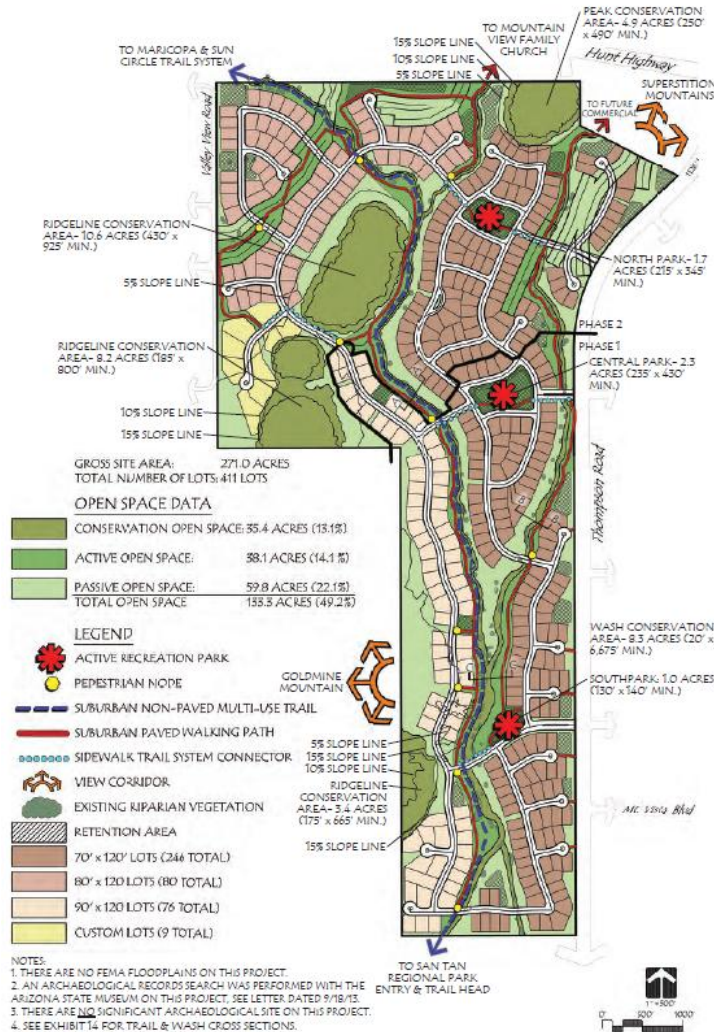 PEAK CONSERVATION
AREA- 4.9 ACRES (250'
x 490' MIN.)
TO MOUNTAIN
VIEW FAMILY
CHURCH
Hunt Highway
15% SLOPE LINE
10% SLOPE LINE
5% SLOPE LINE
TO MARICOPA & SUN
CIRCLE TRAIL SYSTEM
SUPERSTITION
MOUNTAINS
TO FUTURE
COMMERCIAL
Valley View Road
RIDGELINE CONSERVATION
AREA- 10.6 ACRES (430' x
925' MIN.)
NORTH PARK- 1.7
ACRES (215' x 345'
MIN.)
5% SLOPE LINE
PHASE 2
PHASE 1
RIDGELINE CONSERVATION
AREA- 8.2 ACRES (185' x
800' MIN.)
CENTRAL PARK- 2.3
ACRES (235' x 430'
MIN.)
10% SLOPE LINE
15% SLOPE LINE
GROSS SITE AREA: 271.0 ACRES
TOTAL NUMBER OF LOTS: 411 LOTS
OPEN SPACE DATA
CONSERVATION OPEN SPACE: 35.4 ACRES (13.1%)
ACTIVE OPEN SPACE: 38.1 ACRES (14.1 %)
PASSIVE OPEN SPACE: 59.8 ACRES (22.1%)
TOTAL OPEN SPACE 133.3 ACRES (49.2%)
Thompson Road
LEGEND
ACTIVE RECREATION PARK
PEDESTRIAN NODE
SUBURBAN NON-PAVED MULTI-USE TRAIL
SUBURBAN PAVED WALKING PATH
SIDEWALK TRAIL SYSTEM CONNECTOR
VIEW CORRIDOR
EXISTING RIPARIAN VEGETATION
RETENTION AREA
70' x 120' LOTS (246 TOTAL)
80' x 120 LOTS (80 TOTAL)
90' x 120 LOTS (76 TOTAL)
CUSTOM LOTS (9 TOTAL)
GOLDMINE
MOUNTAIN
WASH CONSERVATION
AREA- 8.3 ACRES (20' x
6,675' MIN.)
SOUTHPARK: 1.0 ACRES
(130' x 140' MIN.)
5% SLOPE LINE
15% SLOPE LINE
10% SLOPE LINE
RIDGELINE
CONSERVATION
AREA- 3.4 ACRES
(175' x 665' MIN.)
15% SLOPE LINE
Mt. Vista Blvd
NOTES:
1. THERE ARE NO FEMA FLOODPLAINS ON THIS PROJECT.
2. AN ARCHAEOLOGICAL RECORDS SEARCH WAS PERFORMED WITH THE
ARIZONA STATE MUSEUM ON THIS PROJECT, SEE LETTER DATED 9/18/13.
3. THERE ARE NO SIGNIFICANT ARCHAEOLOGICAL SITE ON THIS PROJECT.
4. SEE EXHIBIT 14 FOR TRAIL & WASH CROSS SECTIONS.
TO SAN TAN
REGIONAL PARK
ENTRY & TRAIL HEAD
1"=500'
0' 500' 1000'